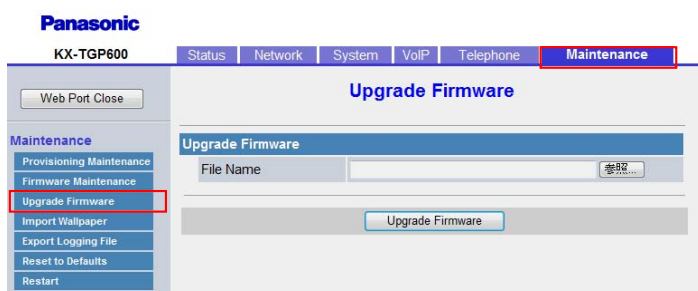 Panasonic
KX-TGP600
Status Network System VoIP Telephone Maintenance
Web Port Close
Upgrade Firmware
Maintenance
Provisioning Maintenance
Firmware Maintenance
Upgrade Firmware
Import Wallpaper
Export Logging File
Reset to Defaults
Restart
Upgrade Firmware
File Name 参照...
Upgrade Firmware